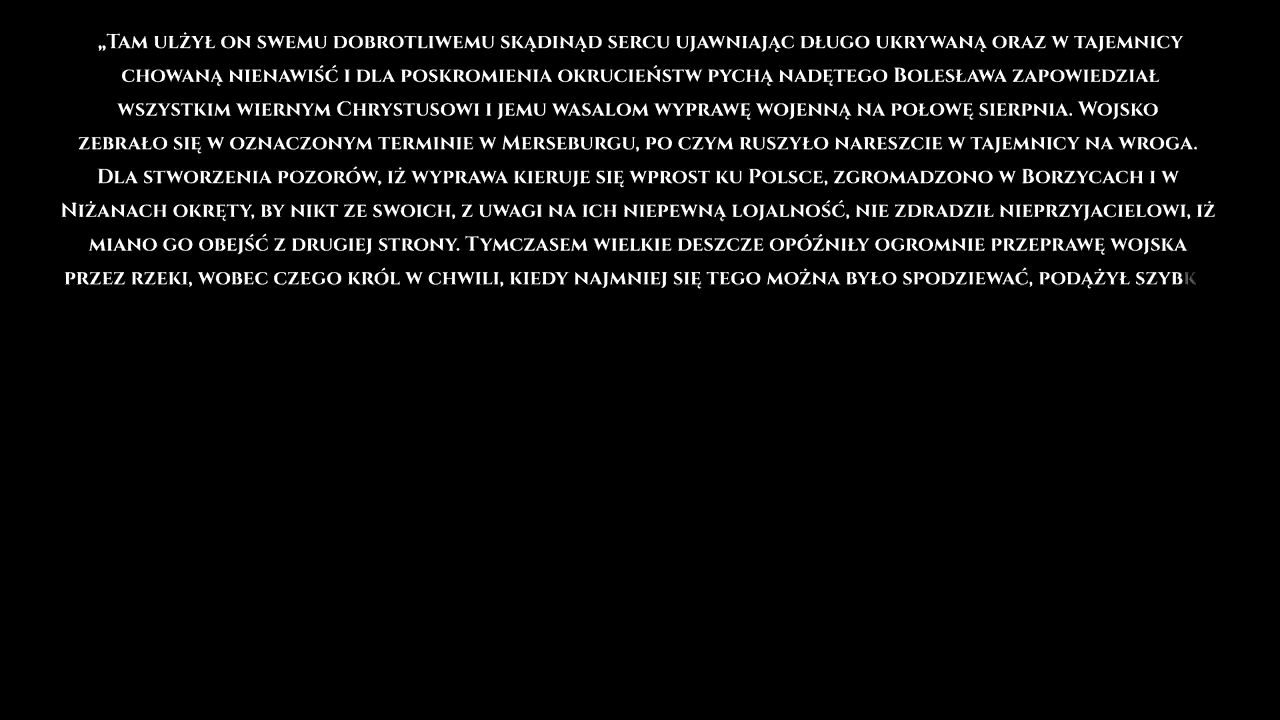 „Tam ulżył on swemu dobrotliwemu skądinąd sercu ujawniając długo ukrywaną oraz w tajemnicy
chowaną nienawiść i dla poskromienia okrucieństw pychą nadętego Bolesława zapowiedział
wszystkim wiernym Chrystusowi i jemu wasalom wyprawę wojenną na połowę sierpnia. Wojsko
zebrało się w oznaczonym terminie w Merseburgu, po czym ruszyło nareszcie w tajemnicy na wroga.
Dla stworzenia pozorów, iż wyprawa kieruje się wprost ku Polsce, zgromadzono w Borzycach i w
Niżanach okręty, by nikt ze swoich, z uwagi na ich niepewną lojalność, nie zdradził nieprzyjacielowi, iż
miano go obejść z drugiej strony. Tymczasem wielkie deszcze opóźniły ogromnie przeprawę wojska
przez rzeki, wobec czego król w chwili, kiedy najmniej się tego można było spodziewać, podążył szybk